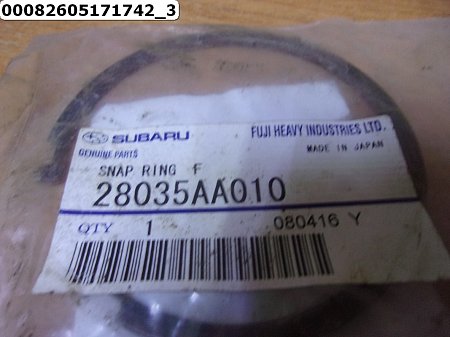 00082605171742_3
SUBARU FUJI HEAVY INDUSTRIES LTD.
GENUINE PARTS MADE IN JAPAN
SNAP RING F
28035AA010
QTY 1 080416 Y